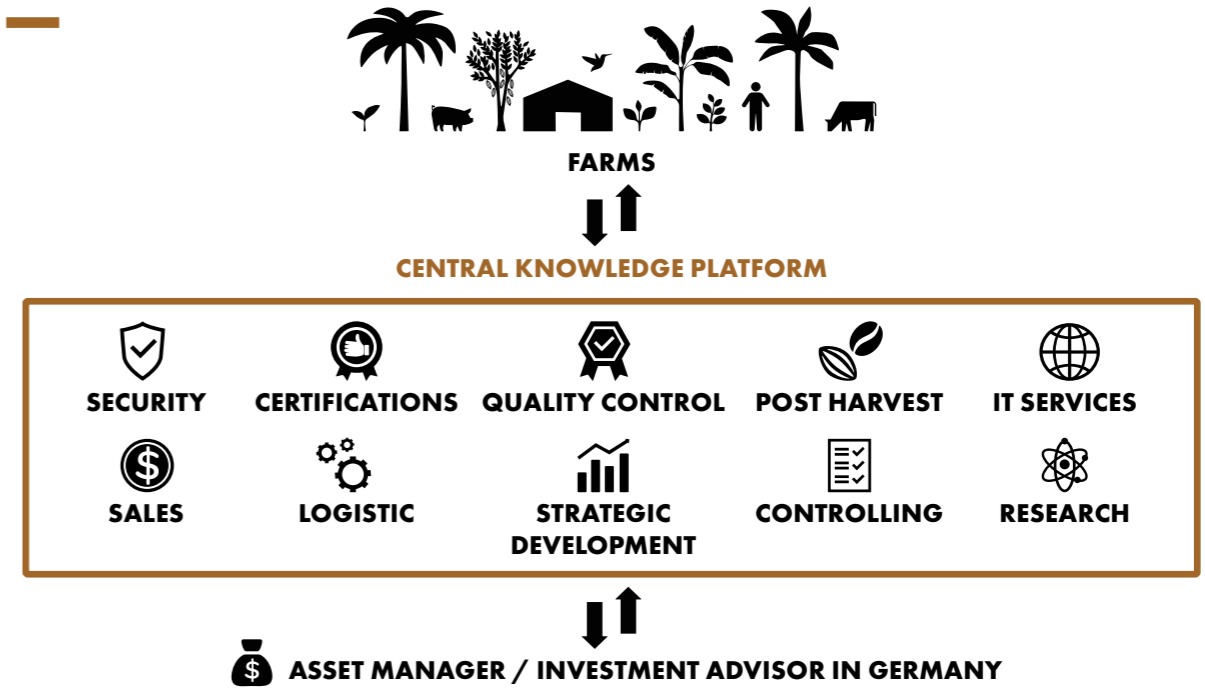 FARMS
CENTRAL KNOWLEDGE PLATFORM
SECURITY
CERTIFICATIONS
QUALITY CONTROL
POST HARVEST
IT SERVICES
$
SALES
LOGISTIC
STRATEGIC
DEVELOPMENT
CONTROLLING
RESEARCH
$
ASSET MANAGER / INVESTMENT ADVISOR IN GERMANY